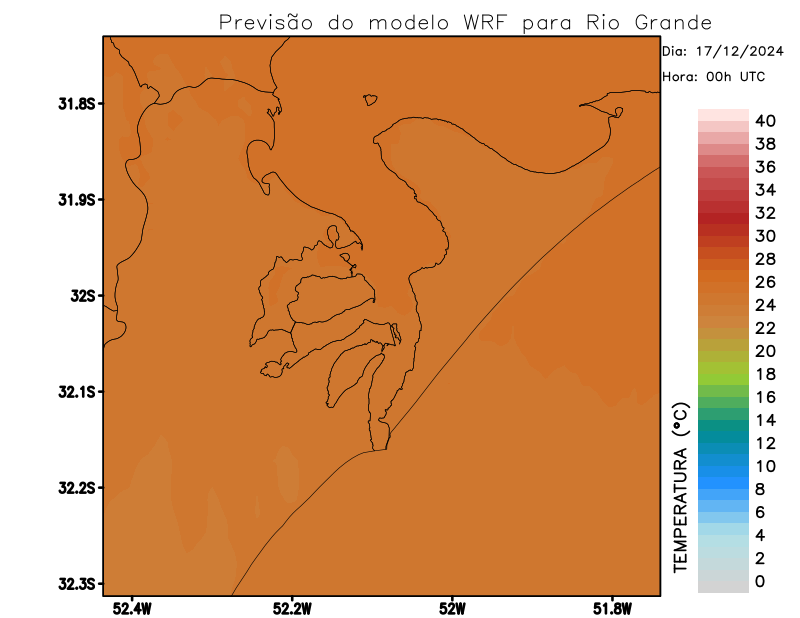 Previsão do modelo WRF para Rio Grande
Dia: 17/12/2024
Hora: 00h UTC
31.8S
31.9S
32S
32.1S
32.2S
32.3S
52.4W
52.2W
52W
51.8W
40
38
36
34
32
30
28
26
24
22
20
18
16
14
12
10
8
6
4
2
0
TEMPERATURA (°C)